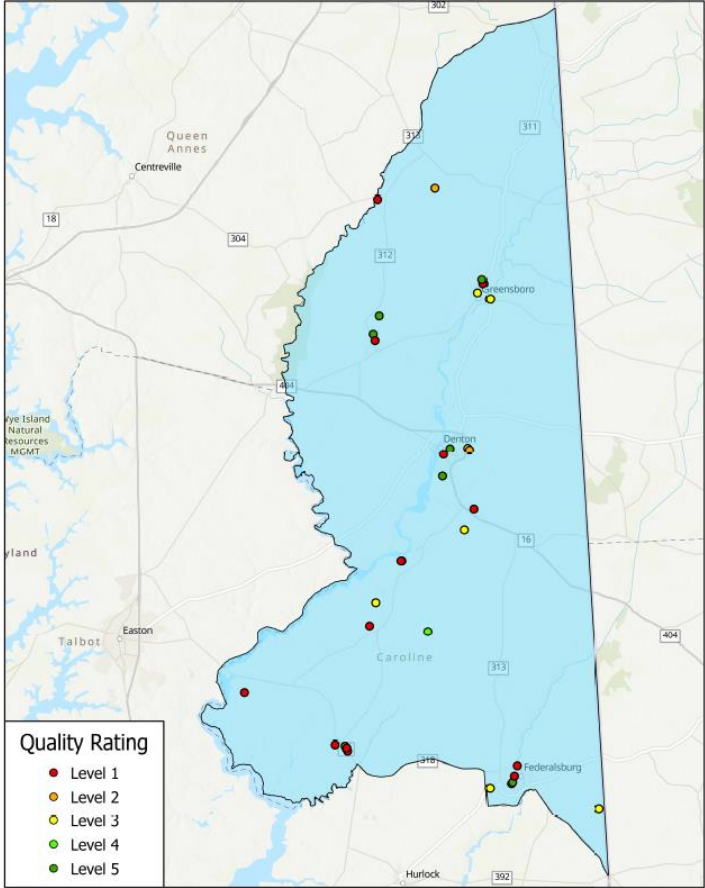 302
313
311
Queen
Annes
Centreville
18
304
312
Greensboro
404
Wye Island
Natural
Resources
MGMT
Denton
16
yland
Talbot
Easton
404
Caroline
313
318
Federalsburg
Hurlock
392
Quality Rating
Level 1
Level 2
Level 3
Level 4
Level 5